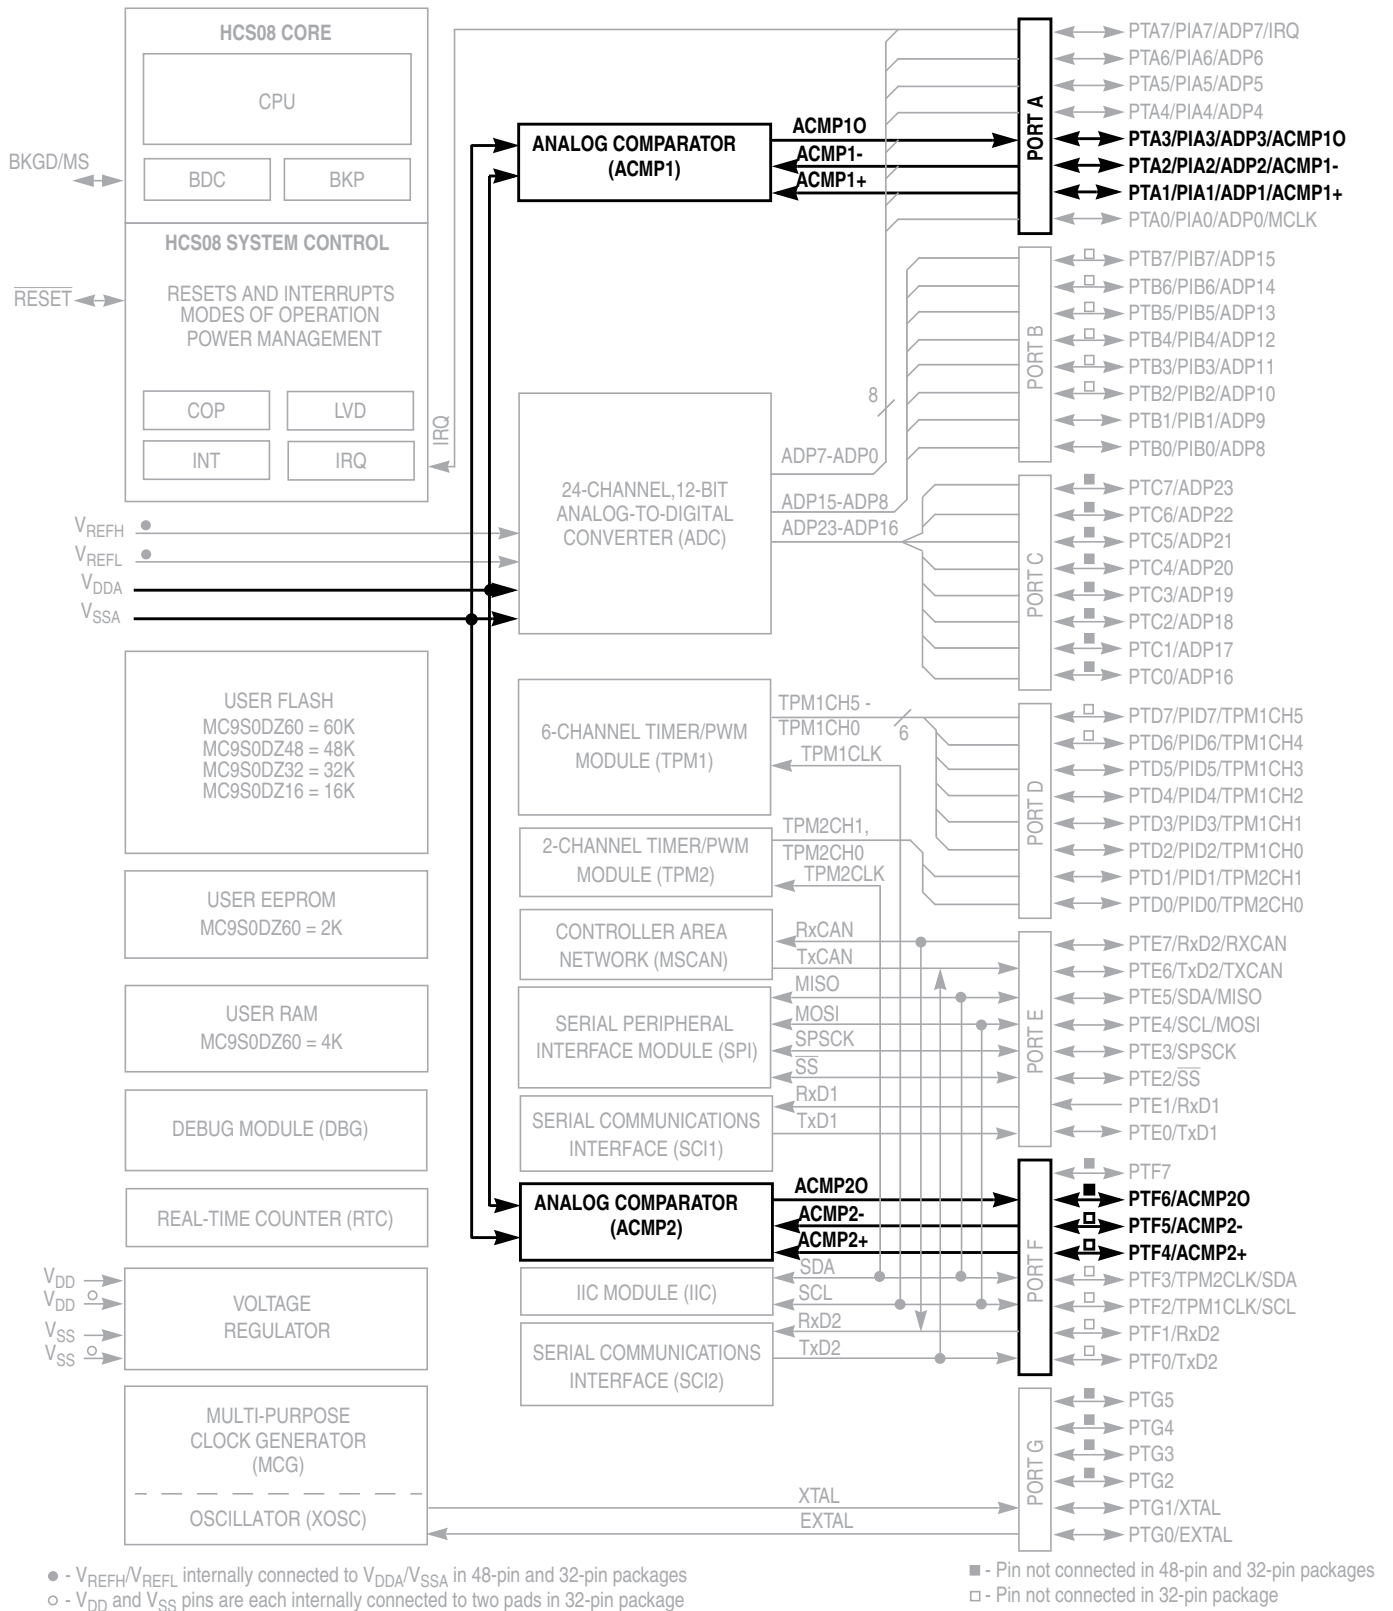 HCS08 CORE
CPU
BDC
BKP
BKGD/MS
HCS08 SYSTEM CONTROL
RESETS AND INTERRUPTS
MODES OF OPERATION
POWER MANAGEMENT
RESET
COP
LVD
INT
IRQ
IRQ
VREFH
VREFL
VDDA
VSSA
USER FLASH
MC9S0DZ60 = 60K
MC9S0DZ48 = 48K
MC9S0DZ32 = 32K
MC9S0DZ16 = 16K
USER EEPROM
MC9S0DZ60 = 2K
USER RAM
MC9S0DZ60 = 4K
DEBUG MODULE (DBG)
REAL-TIME COUNTER (RTC)
VDD
VDD
VSS
VSS
VOLTAGE
REGULATOR
MULTI-PURPOSE
CLOCK GENERATOR
(MCG)
OSCILLATOR (XOSC)
ANALOG COMPARATOR
(ACMP1)
ACMP1O
ACMP1-
ACMP1+
24-CHANNEL,12-BIT
ANALOG-TO-DIGITAL
CONVERTER (ADC)
8
ADP7-ADP0
ADP15-ADP8
ADP23-ADP16
6-CHANNEL TIMER/PWM
MODULE (TPM1)
TPM1CH5 -
TPM1CH0
6
TPM1CLK
2-CHANNEL TIMER/PWM
MODULE (TPM2)
TPM2CH1,
TPM2CH0
TPM2CLK
CONTROLLER AREA
NETWORK (MSCAN)
RxCAN
TxCAN
SERIAL PERIPHERAL
INTERFACE MODULE (SPI)
MISO
MOSI
SPSCK
SS
SERIAL COMMUNICATIONS
INTERFACE (SCI1)
RxD1
TxD1
ANALOG COMPARATOR
(ACMP2)
ACMP2O
ACMP2-
ACMP2+
IIC MODULE (IIC)
SDA
SCL
SERIAL COMMUNICATIONS
INTERFACE (SCI2)
RxD2
TxD2
XTAL
EXTAL
PORT A
PTA7/PIA7/ADP7/IRQ
PTA6/PIA6/ADP6
PTA5/PIA5/ADP5
PTA4/PIA4/ADP4
PTA3/PIA3/ADP3/ACMP1O
PTA2/PIA2/ADP2/ACMP1-
PTA1/PIA1/ADP1/ACMP1+
PTA0/PIA0/ADP0/MCLK
PORT B
PTB7/PIB7/ADP15
PTB6/PIB6/ADP14
PTB5/PIB5/ADP13
PTB4/PIB4/ADP12
PTB3/PIB3/ADP11
PTB2/PIB2/ADP10
PTB1/PIB1/ADP9
PTB0/PIB0/ADP8
PORT C
PTC7/ADP23
PTC6/ADP22
PTC5/ADP21
PTC4/ADP20
PTC3/ADP19
PTC2/ADP18
PTC1/ADP17
PTC0/ADP16
PORT D
PTD7/PID7/TPM1CH5
PTD6/PID6/TPM1CH4
PTD5/PID5/TPM1CH3
PTD4/PID4/TPM1CH2
PTD3/PID3/TPM1CH1
PTD2/PID2/TPM1CH0
PTD1/PID1/TPM2CH1
PTD0/PID0/TPM2CH0
PORT E
PTE7/RxD2/RXCAN
PTE6/TxD2/TXCAN
PTE5/SDA/MISO
PTE4/SCL/MOSI
PTE3/SPSCK
PTE2/SS
PTE1/RxD1
PTE0/TxD1
PORT F
PTF7
PTF6/ACMP2O
PTF5/ACMP2-
PTF4/ACMP2+
PTF3/TPM2CLK/SDA
PTF2/TPM1CLK/SCL
PTF1/RxD2
PTF0/TxD2
PORT G
PTG5
PTG4
PTG3
PTG2
PTG1/XTAL
PTG0/EXTAL
● - VREFH/VREFL internally connected to VDDA/VSSA in 48-pin and 32-pin packages
○ - VDD and VSS pins are each internally connected to two pads in 32-pin package
■ - Pin not connected in 48-pin and 32-pin packages
□ - Pin not connected in 32-pin package